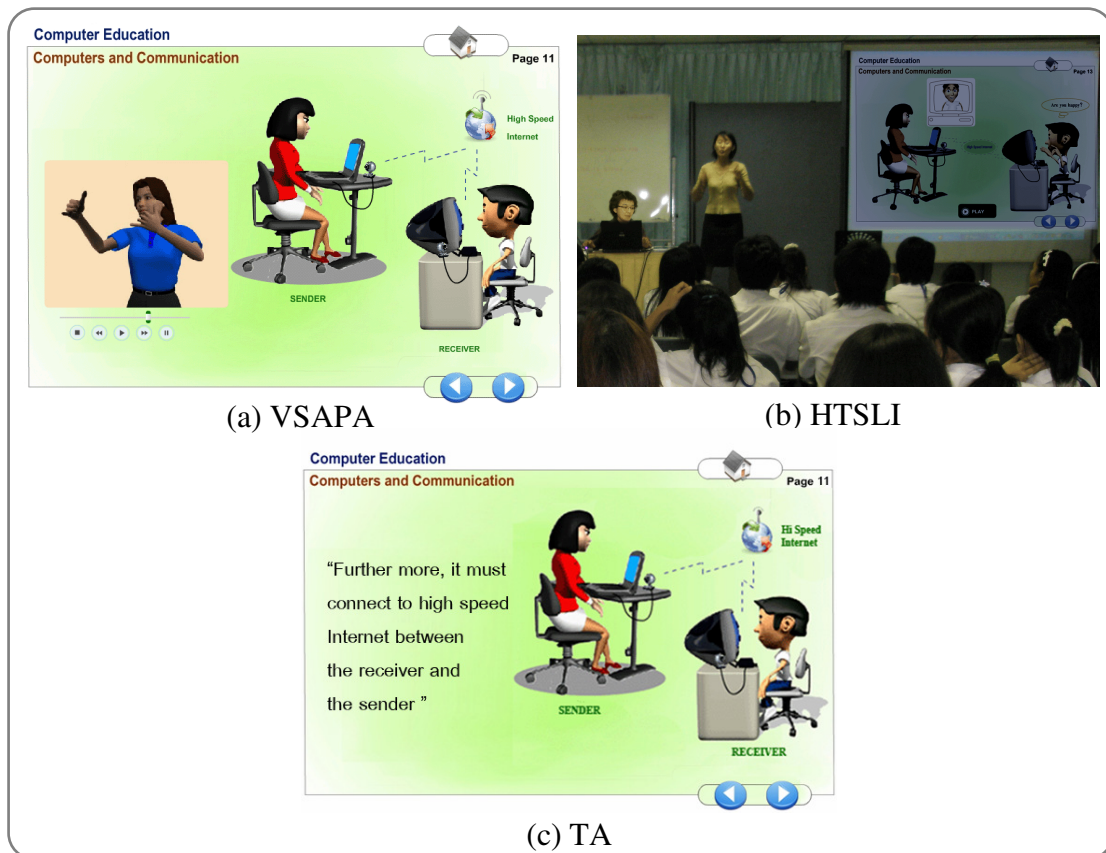 Computer Education
Computers and Communication
Page 11
High Speed
Internet
SENDER
RECEIVER
(a) VSAPA
Computer Education
Computers and Communication
Page 13
Are you happy?
PLAY
(b) HTSLI
Computer Education
Computers and Communication
Page 11
Hi Speed
Internet
“Further more, it must
connect to high speed
Internet between
the receiver and
the sender ”
SENDER
RECEIVER
(c) TA